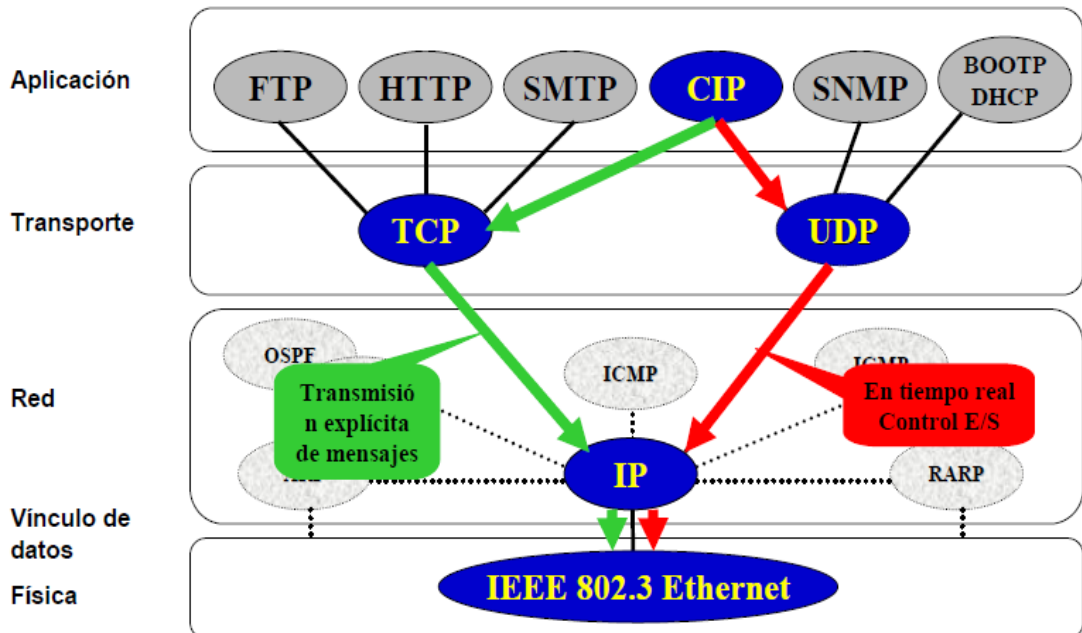 Aplicación
FTP
HTTP
SMTP
CIP
SNMP
BOOTP
DHCP
Transporte
TCP
UDP
Red
OSPF
ICMP
Transmisió
n explícita
de mensajes
En tiempo real
Control E/S
IP
RARP
Vínculo de
datos
Física
IEEE 802.3 Ethernet